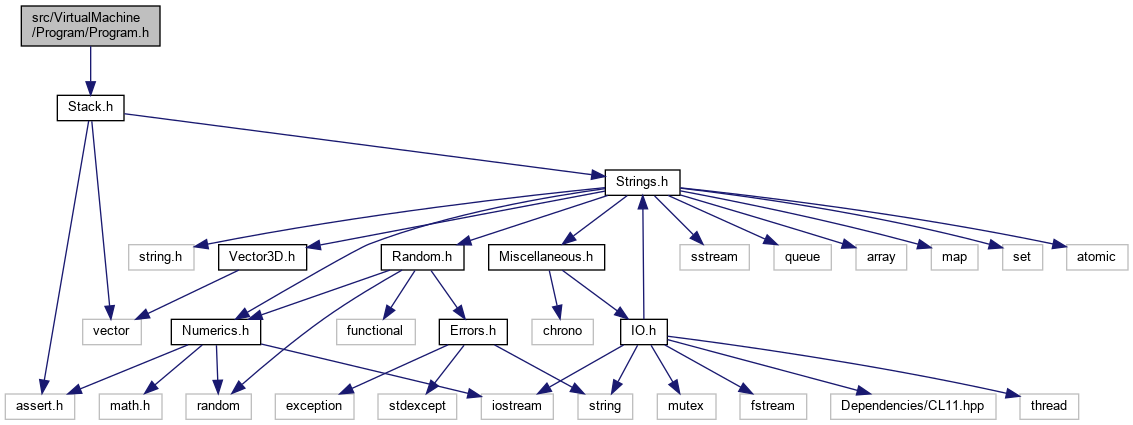 src/VirtualMachine
/Program/Program.h
Stack.h
Strings.h
string.h
Vector3D.h
Random.h
Miscellaneous.h
sstream
queue
array
map
set
atomic
vector
Numerics.h
functional
Errors.h
chrono
IO.h
assert.h
math.h
random
exception
stdexcept
iostream
string
mutex
fstream
Dependencies/CL11.hpp
thread